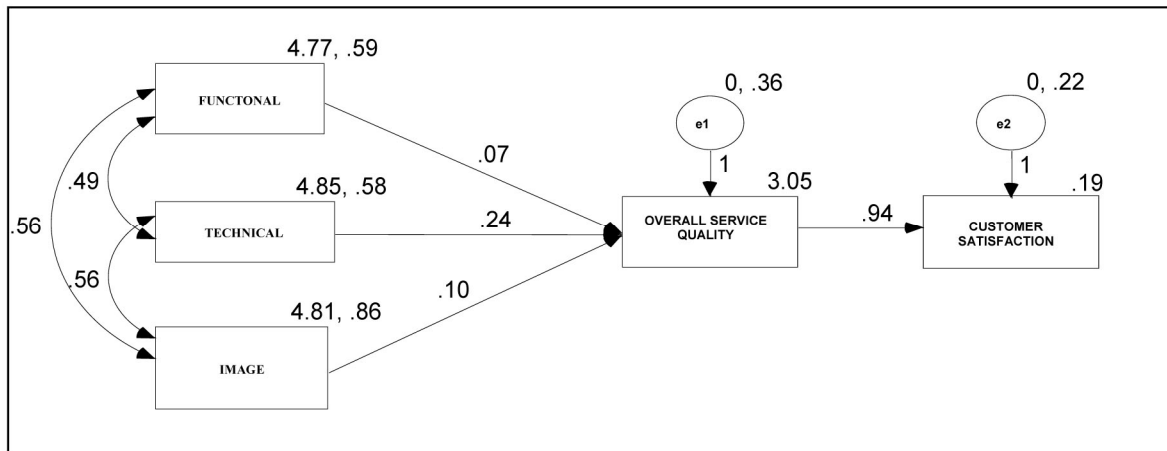 4.77, .59
FUNCTONAL
0, .36
e1
1
0, .22
e2
1
.07
.49
4.85, .58
TECHNICAL
.24
3.05
OVERALL SERVICE
QUALITY
.94
.19
CUSTOMER
SATISFACTION
.56
.56
4.81, .86
.10
IMAGE